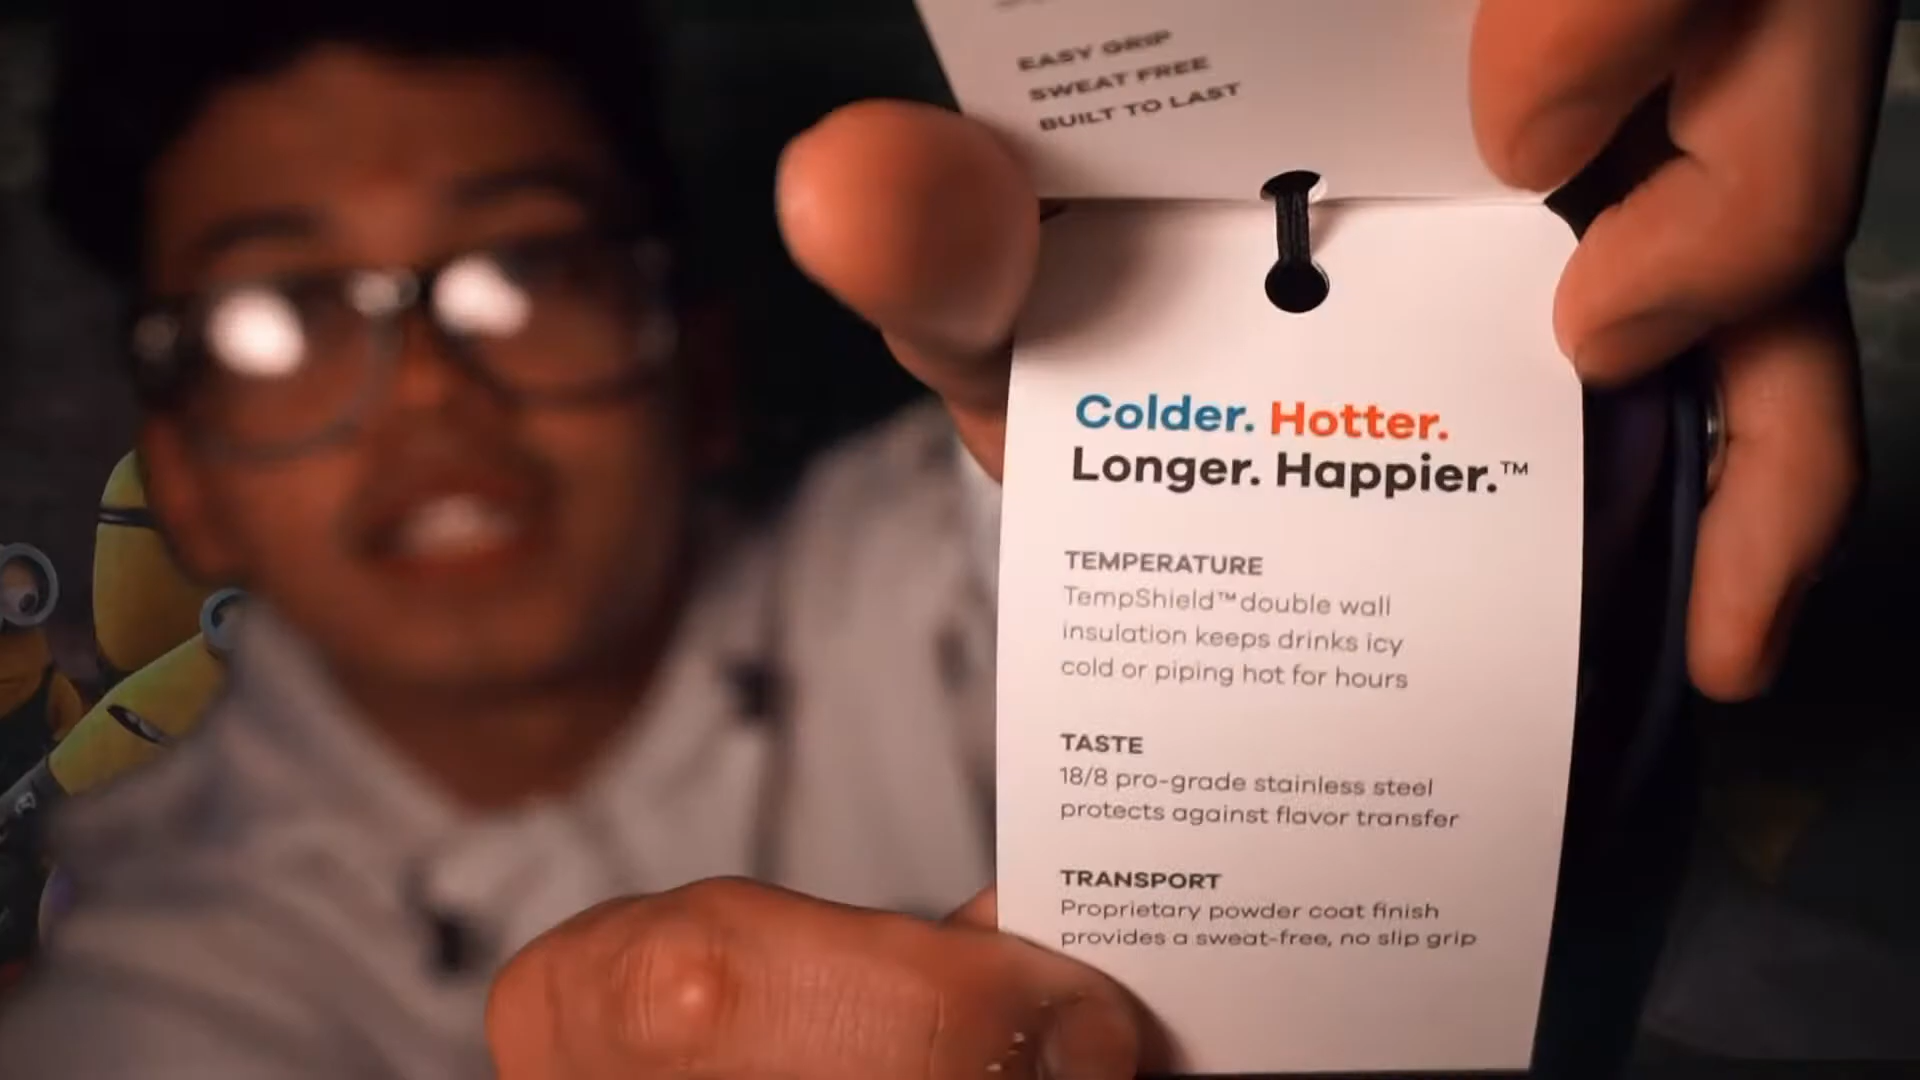 EASY GRIP
SWEAT FREE
BUILT TO LAST
Colder. Hotter.
Longer. Happier.™
TEMPERATURE
TempShield™ double wall
insulation keeps drinks icy
cold or piping hot for hours
TASTE
18/8 pro-grade stainless steel
protects against flavor transfer
TRANSPORT
Proprietary powder coat finish
provides a sweat-free, no slip grip